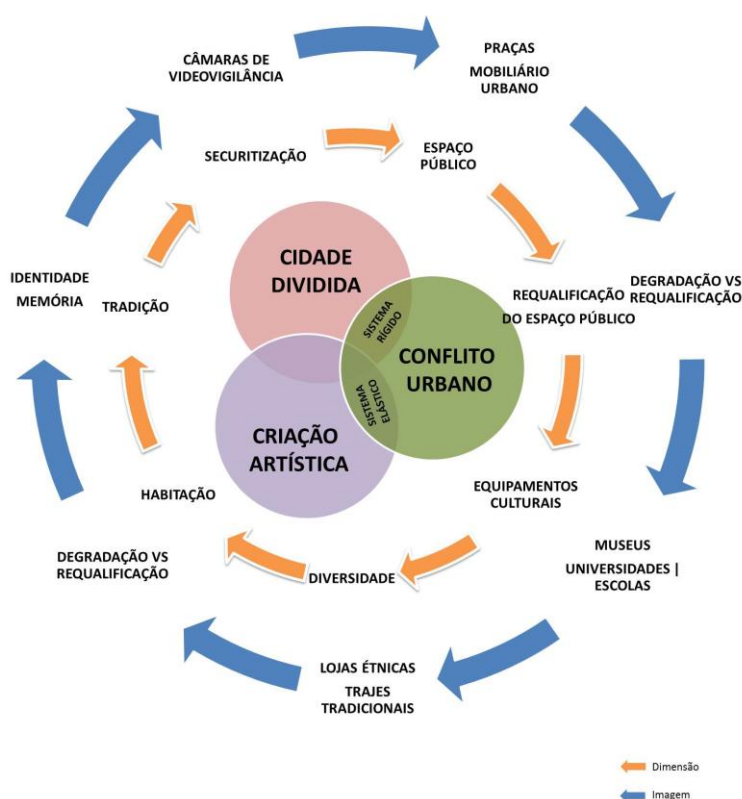 CÂMARAS DE
VIDEOVIGILÂNCIA
PRAÇAS
MOBILIÁRIO
URBANO
SECURITIZAÇÃO
ESPAÇO
PÚBLICO
CIDADE
DIVIDIDA
IDENTIDADE
MEMÓRIA
TRADIÇÃO
SISTEMA
RÍGIDO
REQUALIFICAÇÃO
DO ESPAÇO PÚBLICO
DEGRADAÇÃO VS
REQUALIFICAÇÃO
CONFLITO
URBANO
SISTEMA
ELÁSTICO
CRIAÇÃO
ARTÍSTICA
HABITAÇÃO
EQUIPAMENTOS
CULTURAIS
DEGRADAÇÃO VS
REQUALIFICAÇÃO
DIVERSIDADE
MUSEUS
UNIVERSIDADES |
ESCOLAS
LOJAS ÉTNICAS
TRAJES
TRADICIONAIS
Dimensão
Imagem